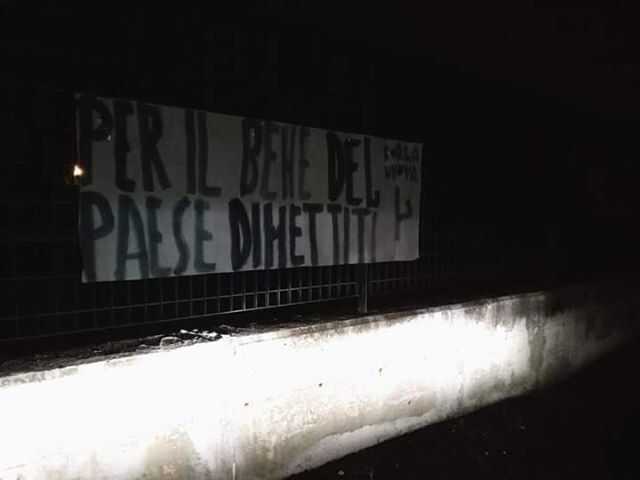 PER IL BENE DEL
PAESE DIMETTITI